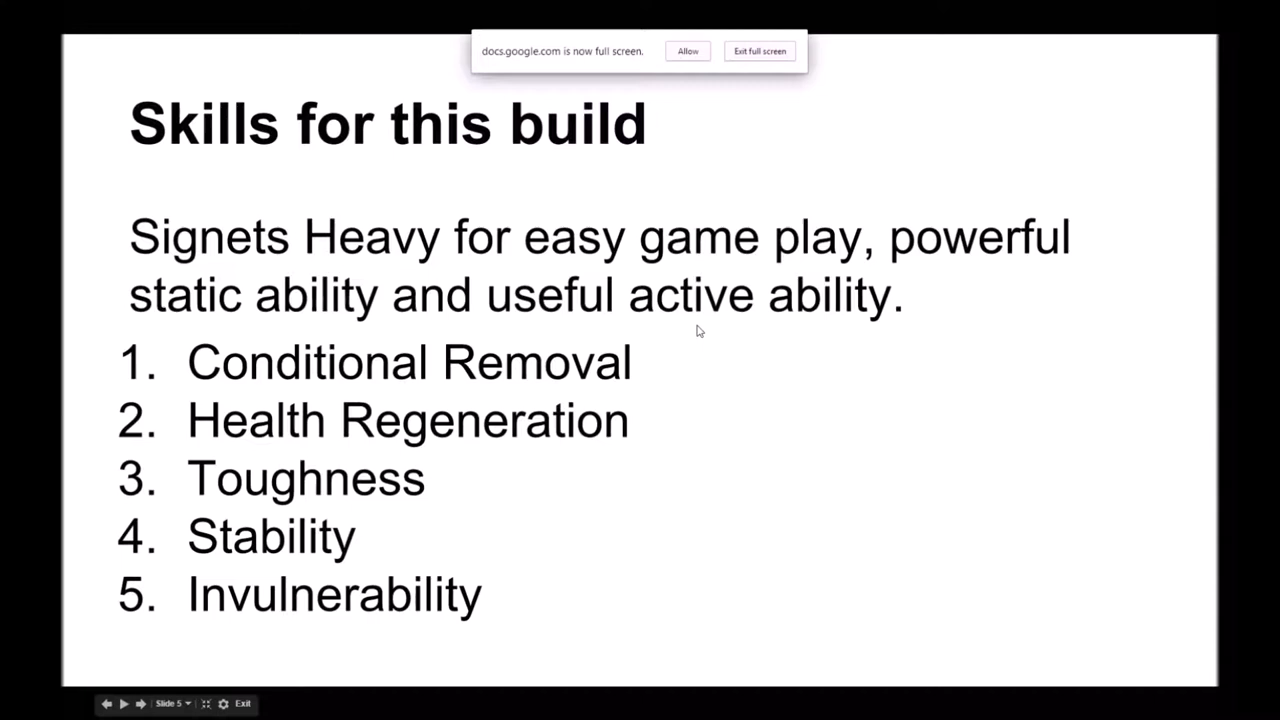 docs.google.com is now full screen. Allow Exit full screen
Skills for this build
Signets Heavy for easy game play, powerful
static ability and useful active ability.
1. Conditional Removal
2. Health Regeneration
3. Toughness
4. Stability
5. Invulnerability
Slide 5 Exit